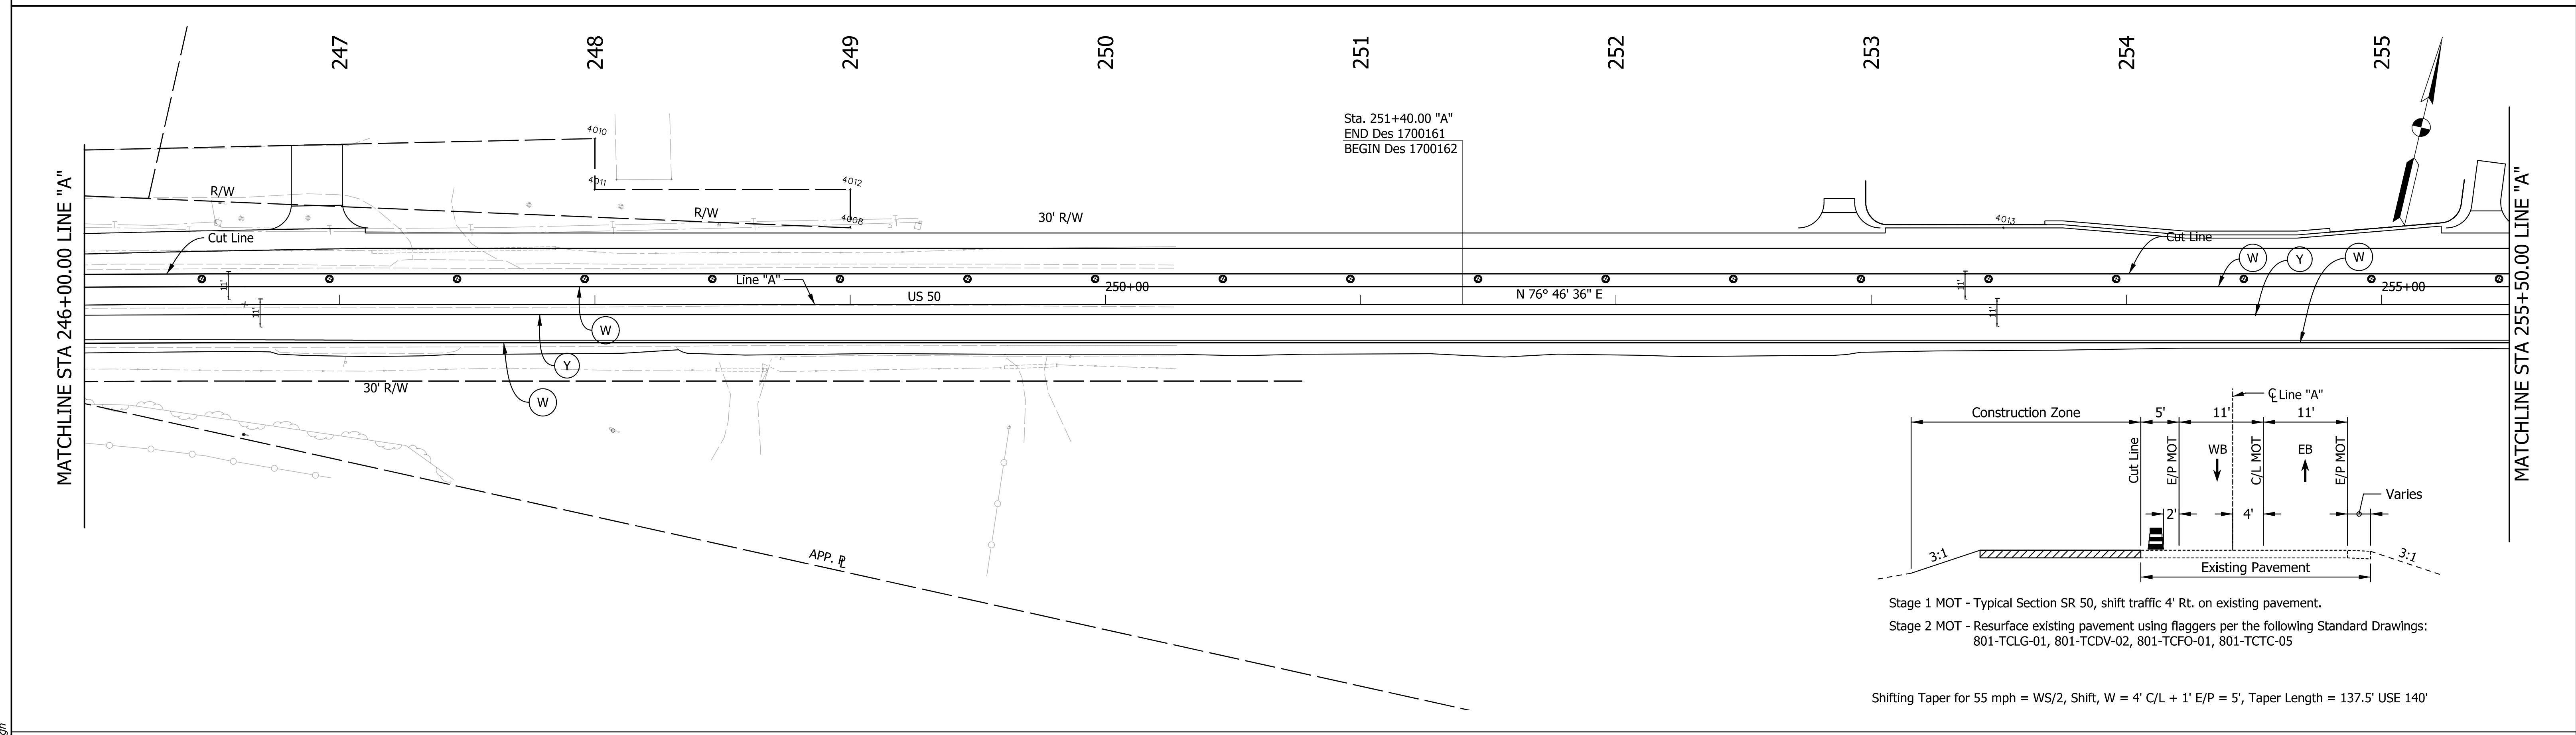 247
248
249
250
251
252
253
254
255
MATCHLINE STA 246+00.00 LINE "A"
MATCHLINE STA 255+50.00 LINE "A"
Sta. 251+40.00 "A"
END Des 1700161
BEGIN Des 1700162
4010
4011
4012
4008
4013
R/W
R/W
30' R/W
Cut Line
Cut Line
W
Y
W
11'
11'
Line "A"
US 50
250+00
N 76° 46' 36" E
11'
11'
255+00
W
Y
W
30' R/W
APP. PL
CL Line "A"
Construction Zone
5'
11'
11'
Cut Line
E/P MOT
WB
C/L MOT
EB
E/P MOT
Varies
2'
4'
3:1
3:1
Existing Pavement
Stage 1 MOT - Typical Section SR 50, shift traffic 4' Rt. on existing pavement.
Stage 2 MOT - Resurface existing pavement using flaggers per the following Standard Drawings:
801-TCLG-01, 801-TCDV-02, 801-TCFO-01, 801-TCTC-05
Shifting Taper for 55 mph = WS/2, Shift, W = 4' C/L + 1' E/P = 5', Taper Length = 137.5' USE 140'